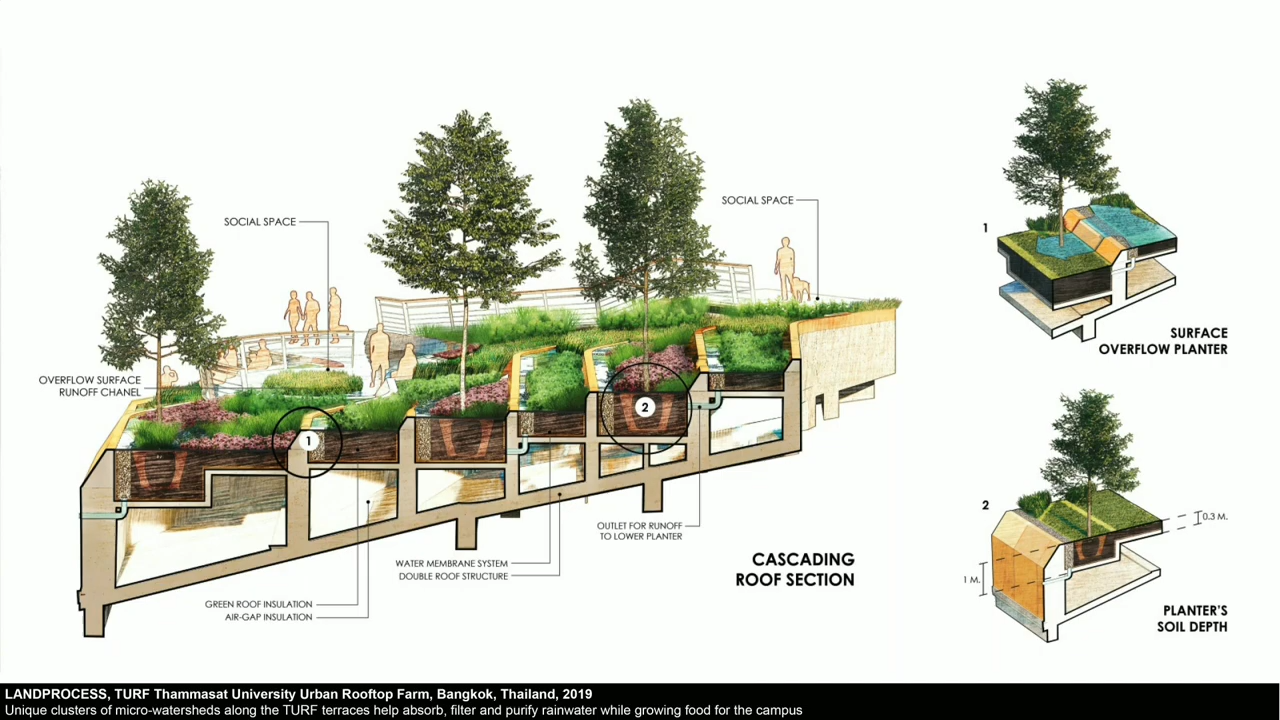 SOCIAL SPACE
SOCIAL SPACE
OVERFLOW SURFACE
RUNOFF CHANEL
1
2
OUTLET FOR RUNOFF
TO LOWER PLANTER
WATER MEMBRANE SYSTEM
DOUBLE ROOF STRUCTURE
GREEN ROOF INSULATION
AIR-GAP INSULATION
CASCADING
ROOF SECTION
1
SURFACE
OVERFLOW PLANTER
2
0.3 M.
1 M.
PLANTER'S
SOIL DEPTH
LANDPROCESS, TURF Thammasat University Urban Rooftop Farm, Bangkok, Thailand, 2019
Unique clusters of micro-watersheds along the TURF terraces help absorb, filter and purify rainwater while growing food for the campus